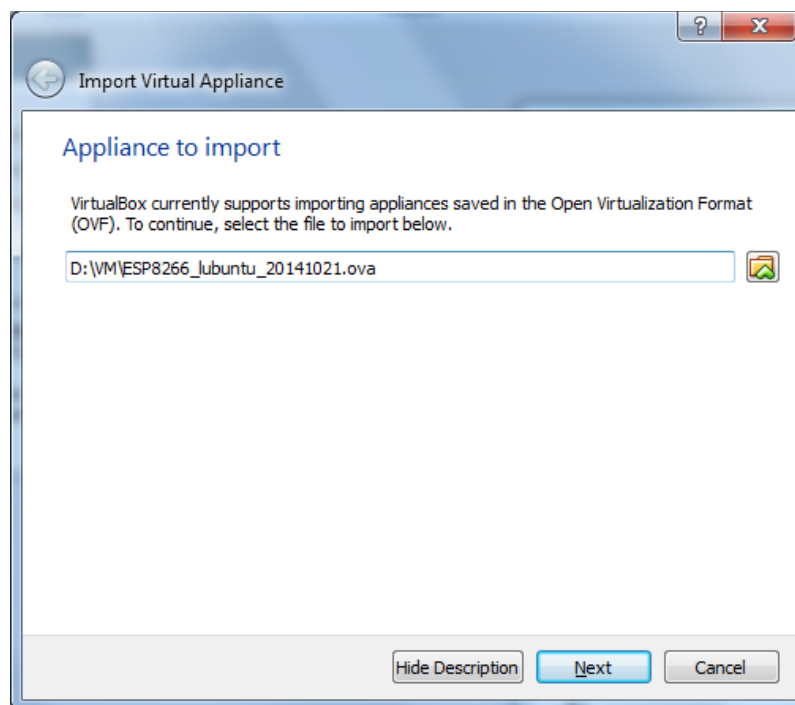 Import Virtual Appliance
Appliance to import
VirtualBox currently supports importing appliances saved in the Open Virtualization Format
(OVF). To continue, select the file to import below.
D:\VM\ESP8266_lubuntu_20141021.ova
Hide Description Next Cancel